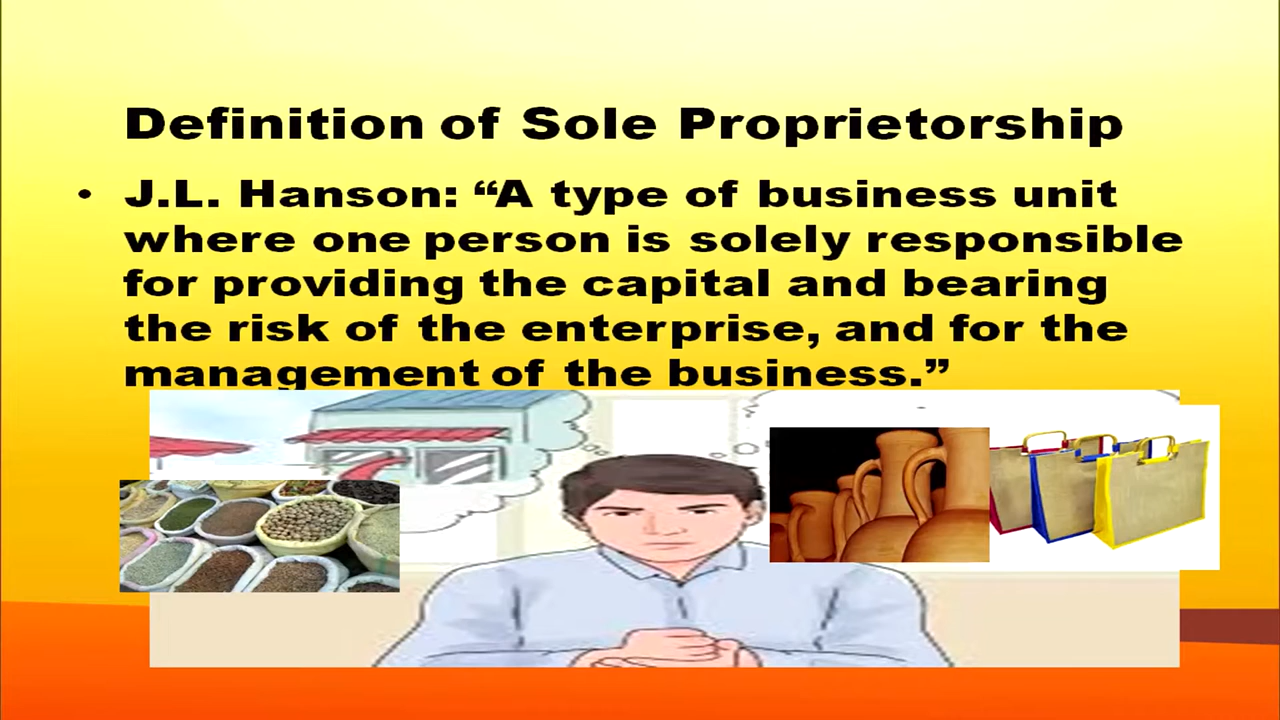 Definition of Sole Proprietorship
• J.L. Hanson: “A type of business unit
where one person is solely responsible
for providing the capital and bearing
the risk of the enterprise, and for the
management of the business.”